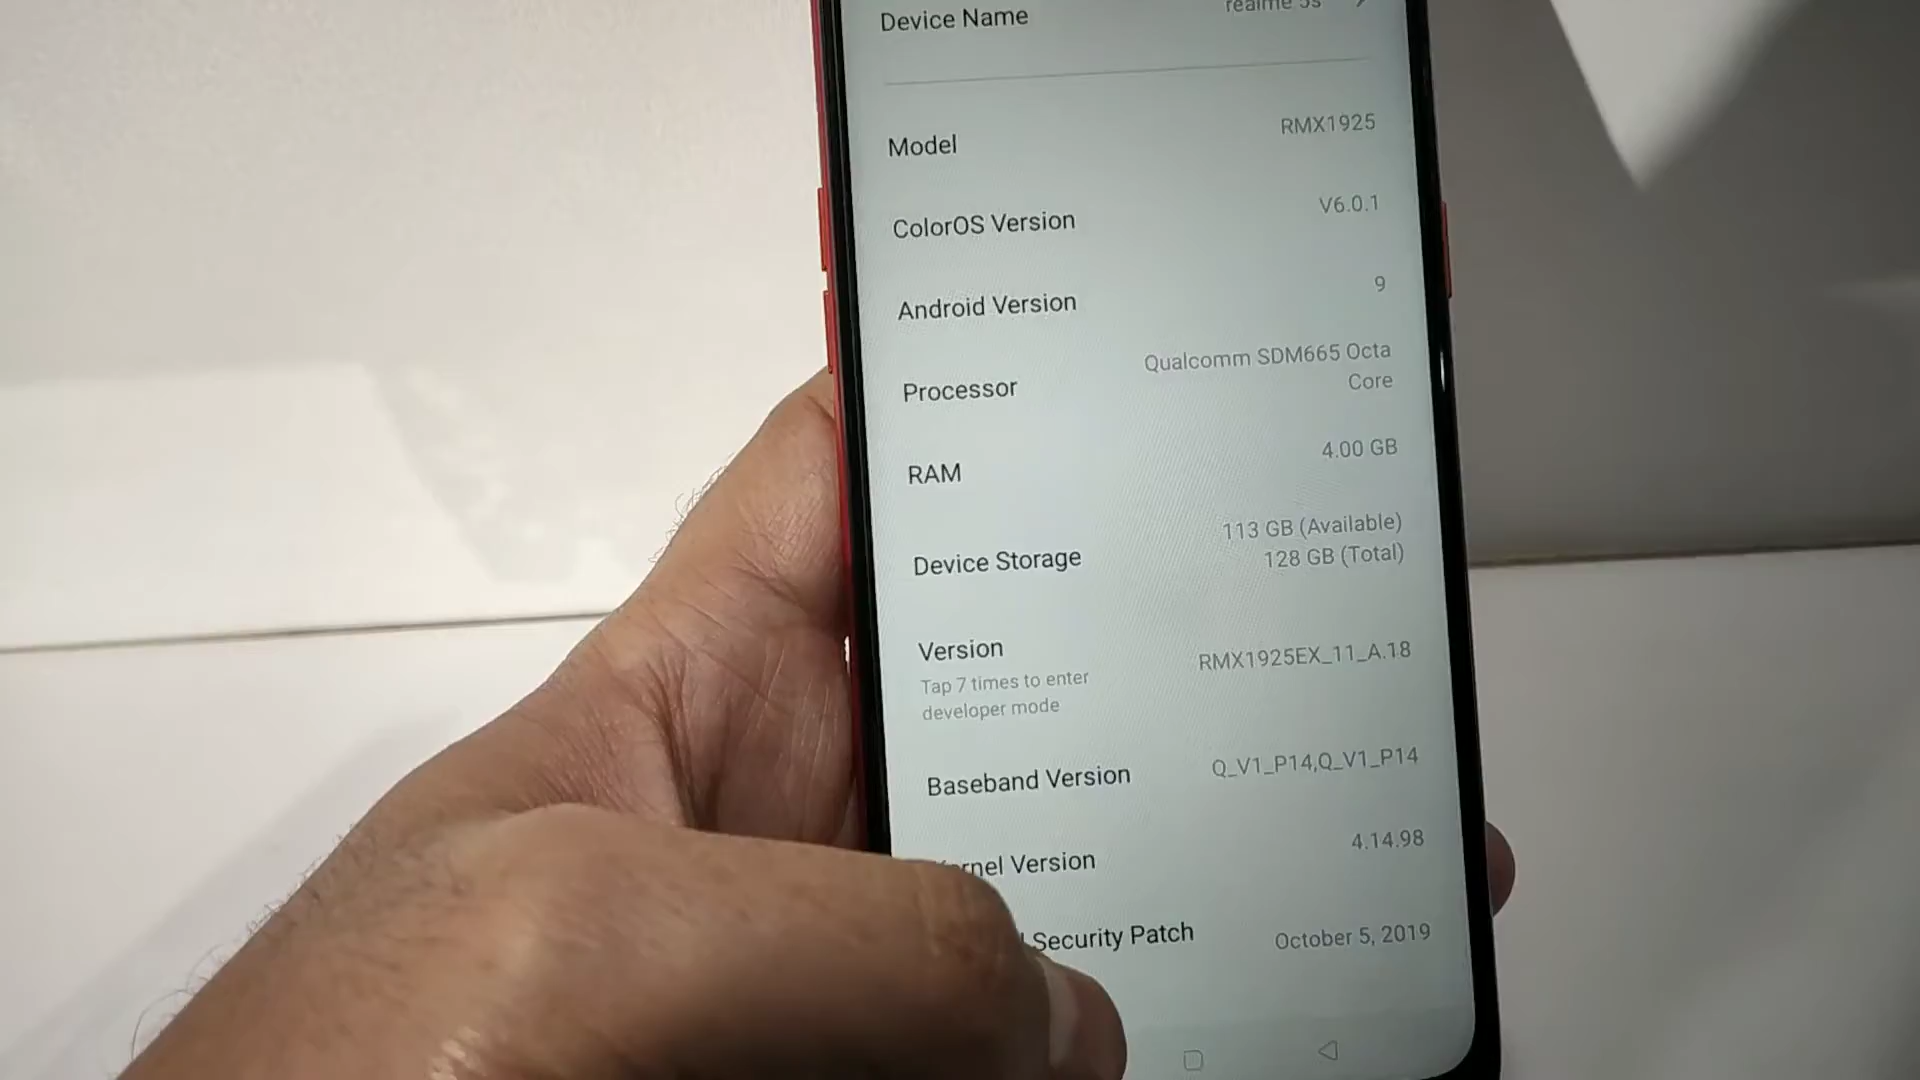 Device Name realme 5s
Model RMX1925
ColorOS Version V6.0.1
Android Version 9
Processor Qualcomm SDM665 Octa
Core
RAM 4.00 GB
Device Storage 113 GB (Available)
128 GB (Total)
Version RMX1925EX_11_A.18
Tap 7 times to enter
developer mode
Baseband Version Q_V1_P14,Q_V1_P14
Version 4.14.98
Security Patch October 5, 2019